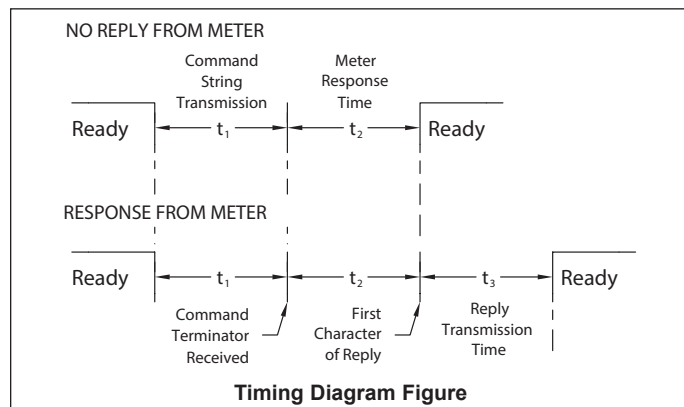 NO REPLY FROM METER
Command
String
Transmission
Meter
Response
Time
Ready
t₁
t₂
Ready
RESPONSE FROM METER
Ready
t₁
t₂
t₃
Ready
Command
Terminator
Received
First
Character
of Reply
Reply
Transmission
Time
Timing Diagram Figure